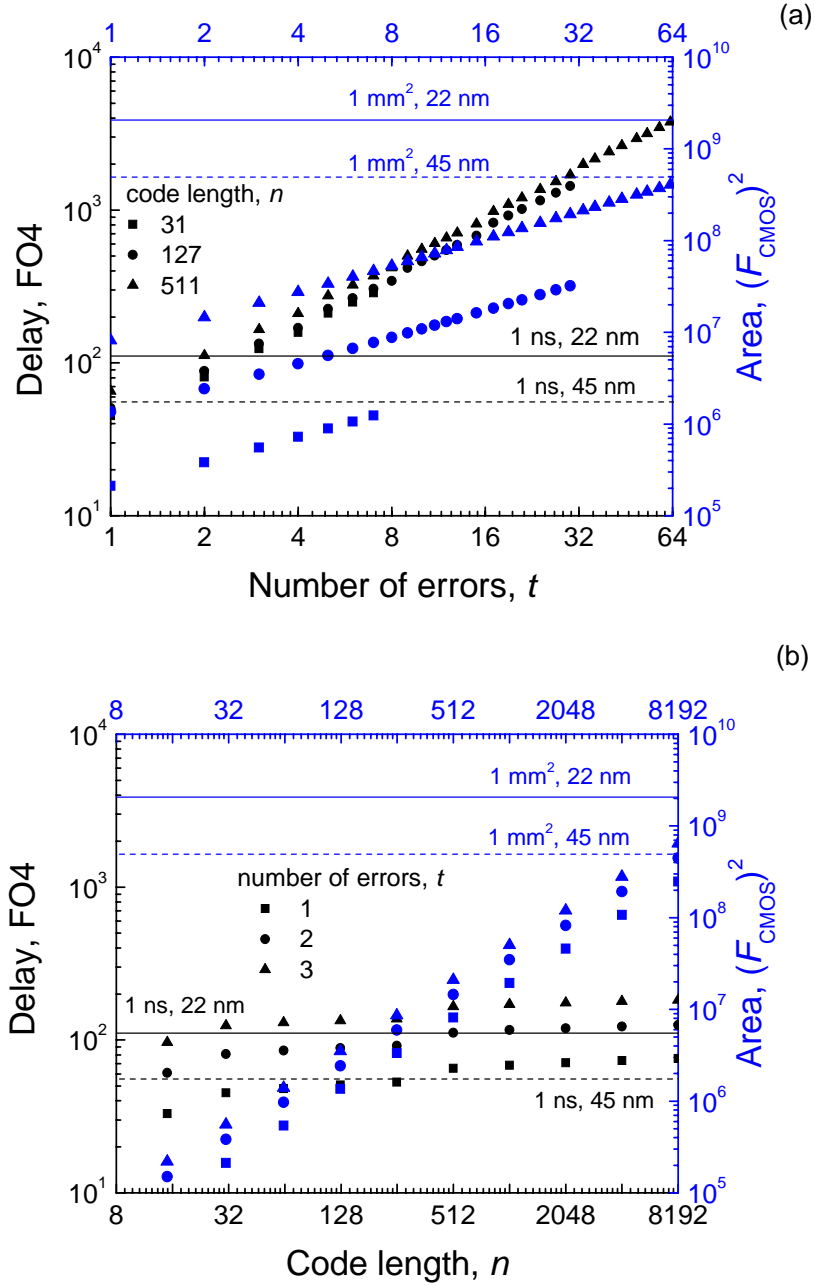 (a)
1 2 4 8 16 32 64
10^4 10^10
1 mm^2, 22 nm
10^9
1 mm^2, 45 nm
code length, n
10^3
31
127
511
10^8
Delay, FO4
Area, (F_CMOS)^2
10^7
1 ns, 22 nm
10^2
1 ns, 45 nm
10^6
10^1 10^5
1 2 4 8 16 32 64
Number of errors, t
(b)
8 32 128 512 2048 8192
10^4 10^10
1 mm^2, 22 nm
10^9
1 mm^2, 45 nm
10^3
number of errors, t
1
2
3
10^8
Delay, FO4
Area, (F_CMOS)^2
1 ns, 22 nm
10^7
10^2
1 ns, 45 nm
10^6
10^1 10^5
8 32 128 512 2048 8192
Code length, n